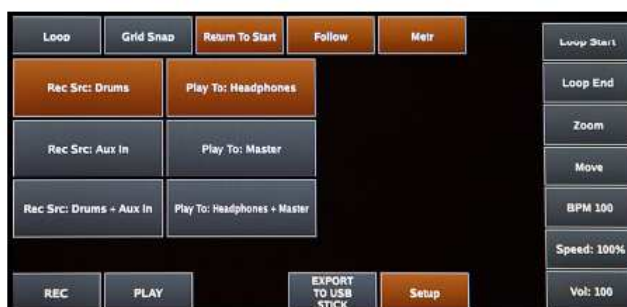 Loop Grid Snap Return To Start Follow Metr
Loop Start
Rec Src: Drums Play To: Headphones
Loop End
Zoom
Rec Src: Aux In Play To: Master
Move
Rec Src: Drums + Aux In Play To: Headphones + Master
BPM 100
Speed: 100%
REC PLAY EXPORT
TO USB
STICK Setup
Vol: 100